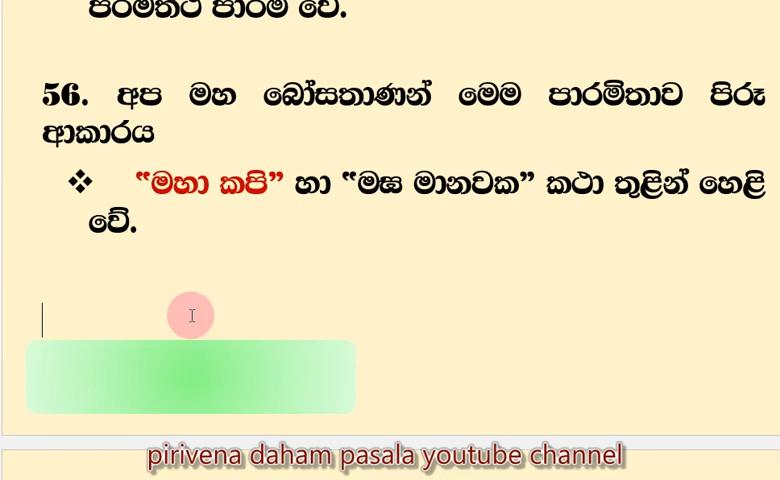 පරමත්ථ පාරමි වේ.
56. අප මහ බෝසතාණන් මෙම පාරමිතාව පිරූ
ආකාරය
❖ “මහා කපි” හා “මඝ මානවක” කථා තුළින් හෙළි
වේ.
pirivena daham pasala youtube channel